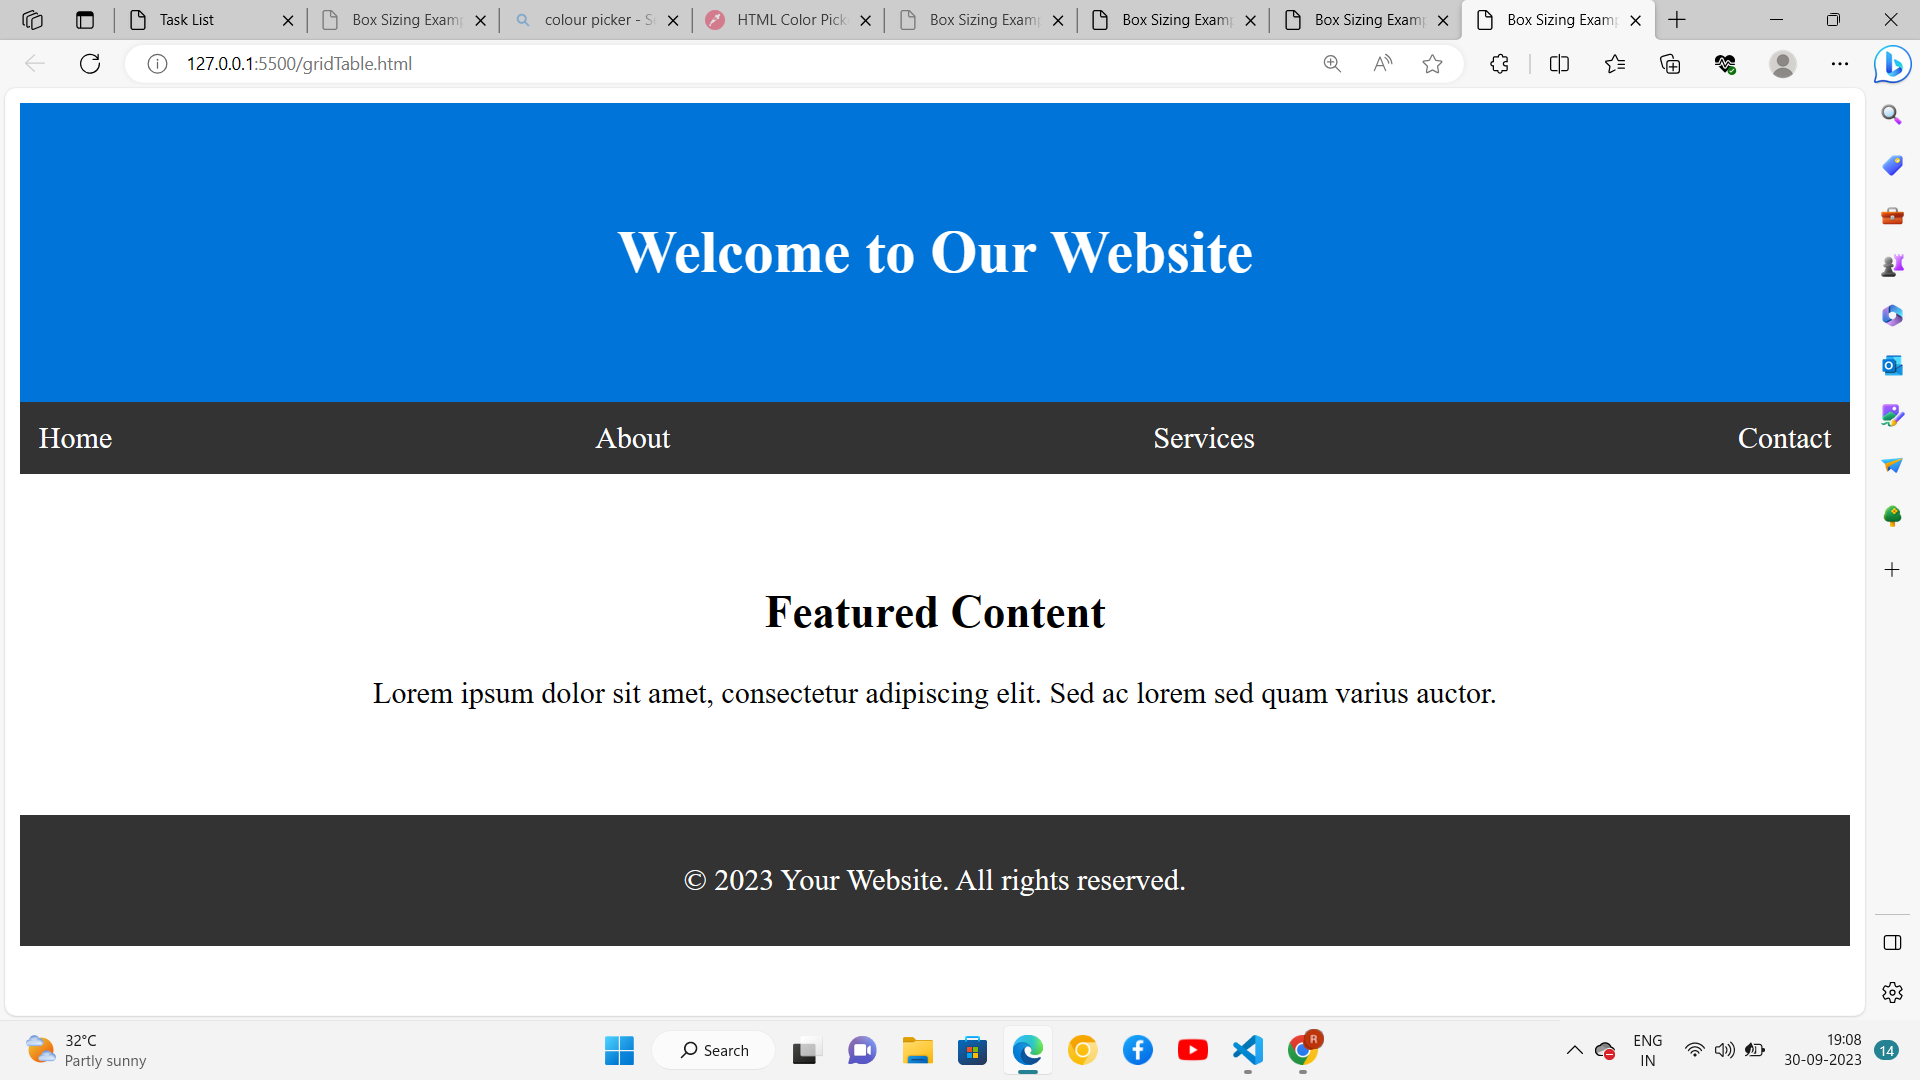 Task List
Box Sizing Examp
colour picker - Se
HTML Color Picke
Box Sizing Examp
Box Sizing Examp
Box Sizing Examp
Box Sizing Examp
127.0.0.1:5500/gridTable.html
Welcome to Our Website
Home About Services Contact
Featured Content
Lorem ipsum dolor sit amet, consectetur adipiscing elit. Sed ac lorem sed quam varius auctor.
© 2023 Your Website. All rights reserved.
32°C
Partly sunny
Search
R
ENG
IN
19:08
30-09-2023
14